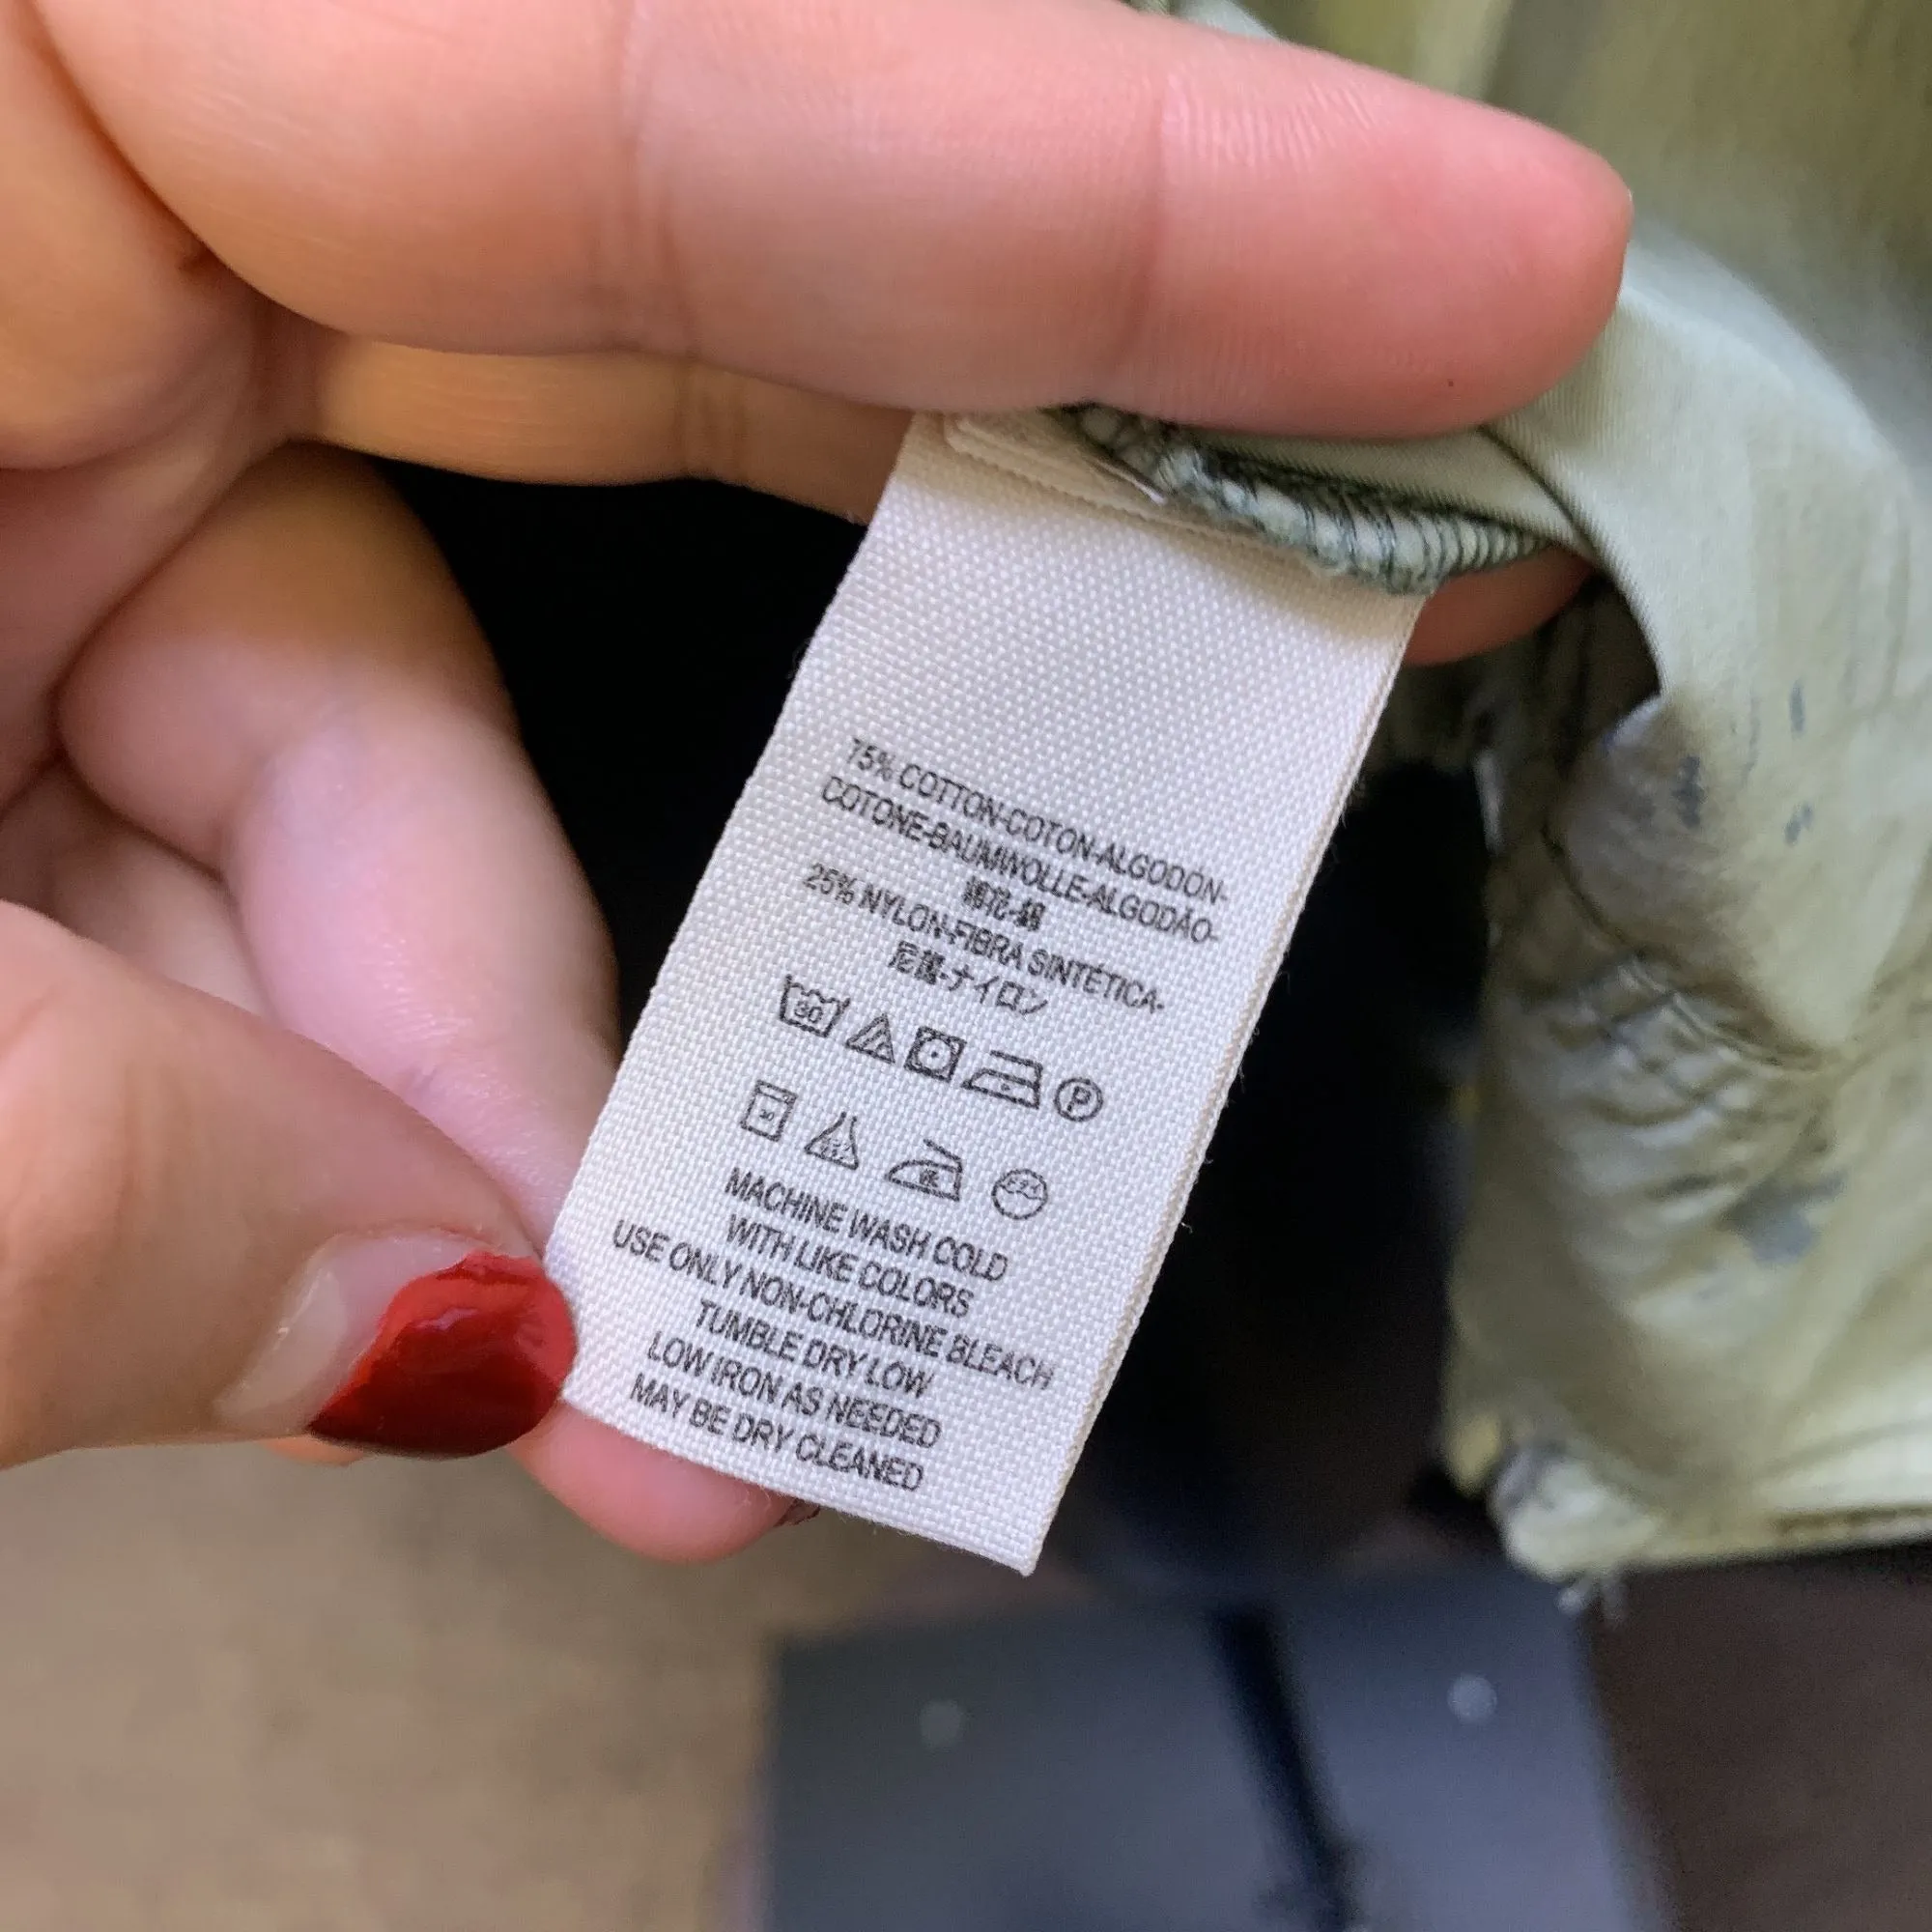 75% COTTON-COTON-ALGODON-
COTONE-BAUMWOLLE-ALGODÃO-
棉花-綿
25% NYLON-FIBRA SINTÉTICA-
尼龍-ナイロン
30
P
MACHINE WASH COLD
WITH LIKE COLORS
USE ONLY NON-CHLORINE BLEACH
TUMBLE DRY LOW
LOW IRON AS NEEDED
MAY BE DRY CLEANED